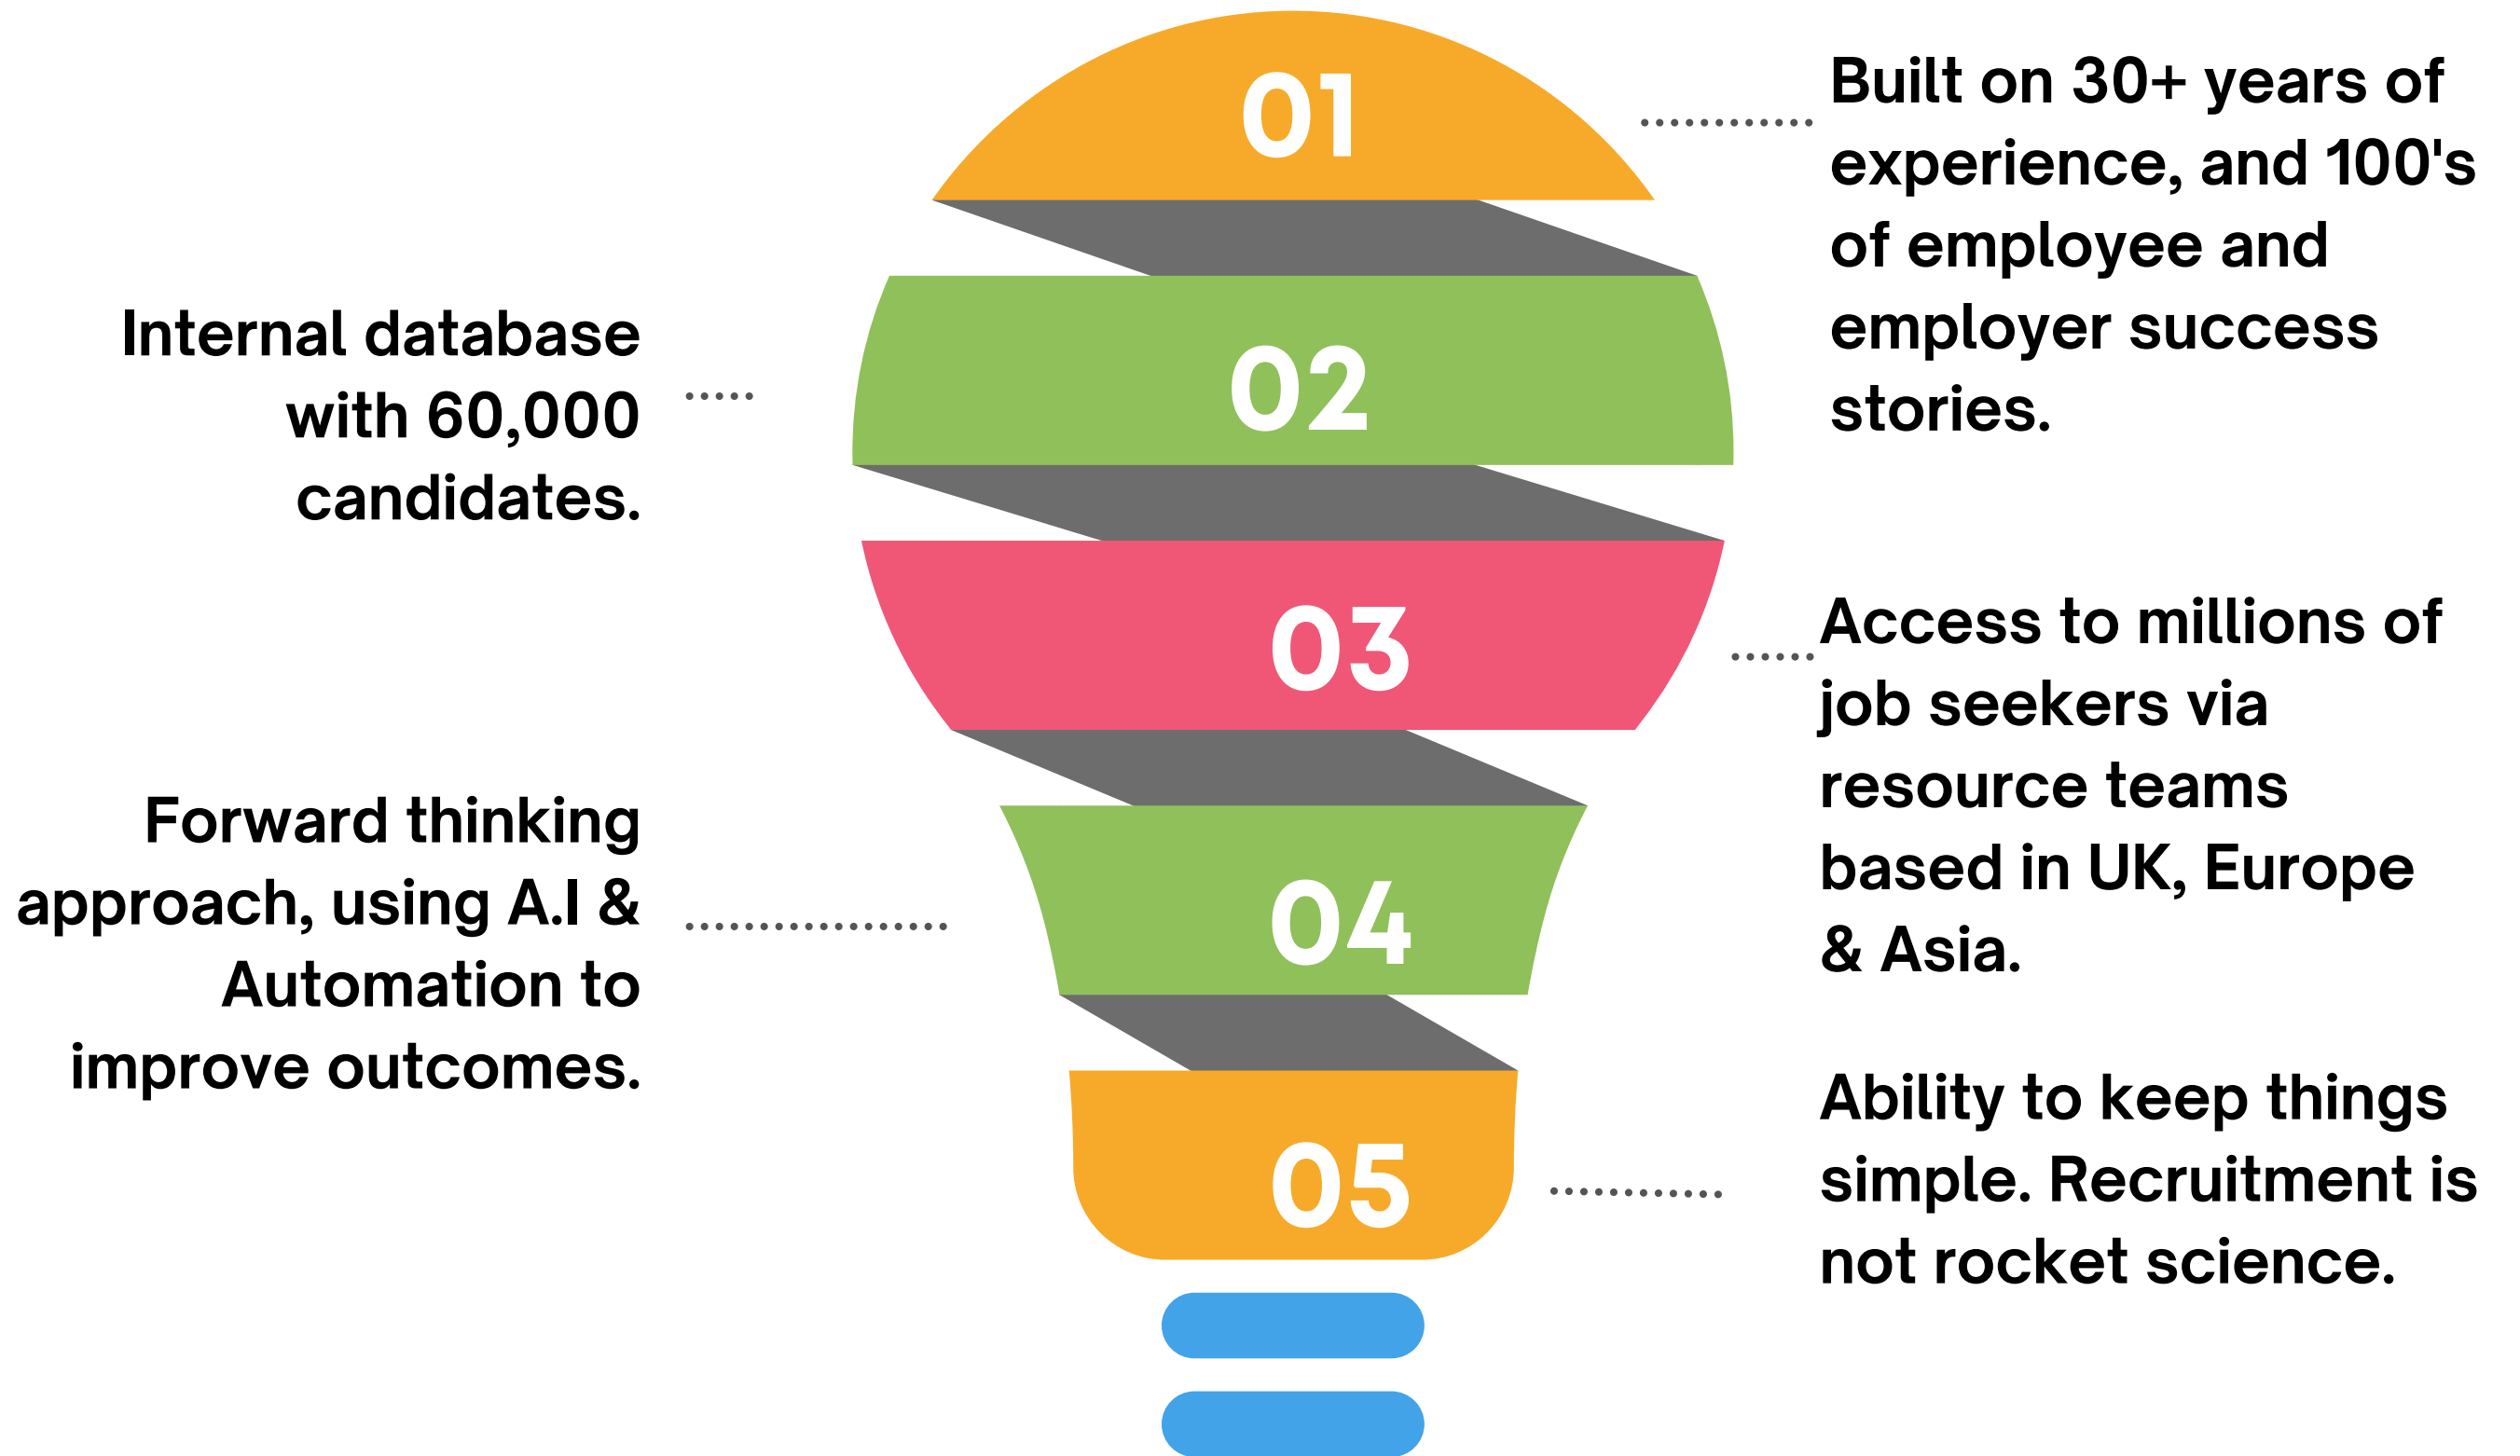 01
Built on 30+ years of
experience, and 100's
of employee and
employer success
stories.
02
Internal database
with 60,000
candidates.
03
Access to millions of
job seekers via
resource teams
based in UK, Europe
& Asia.
04
Forward thinking
approach, using A.I &
Automation to
improve outcomes.
05
Ability to keep things
simple. Recruitment is
not rocket science.